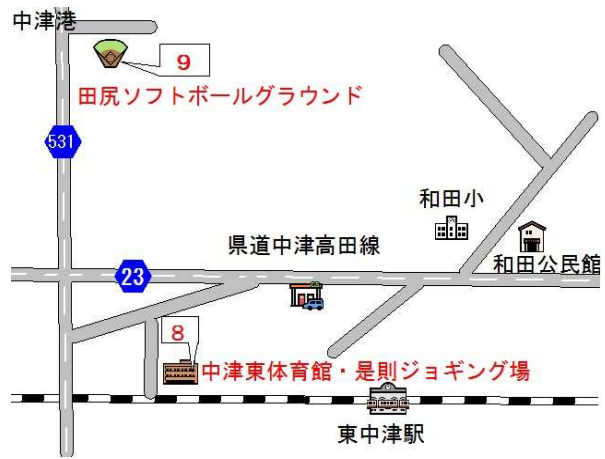 中津港
9
田尻ソフトボールグラウンド
531
和田小
県道中津高田線
和田公民館
23
8
中津東体育館・是則ジョギング場
東中津駅